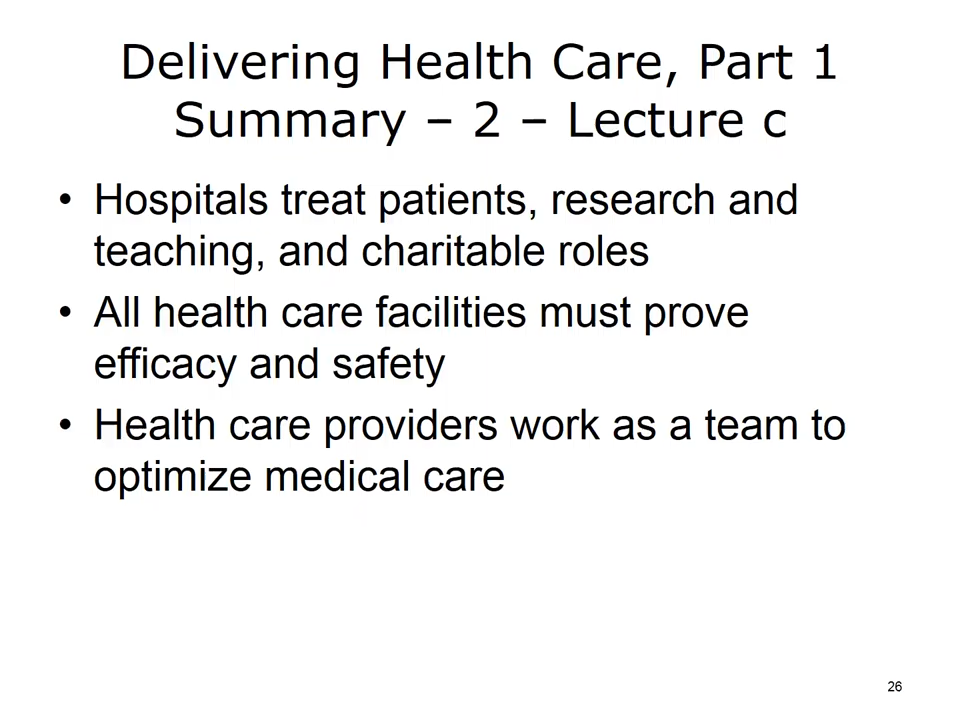 Delivering Health Care, Part 1
Summary – 2 – Lecture c
• Hospitals treat patients, research and
teaching, and charitable roles
• All health care facilities must prove
efficacy and safety
• Health care providers work as a team to
optimize medical care
26